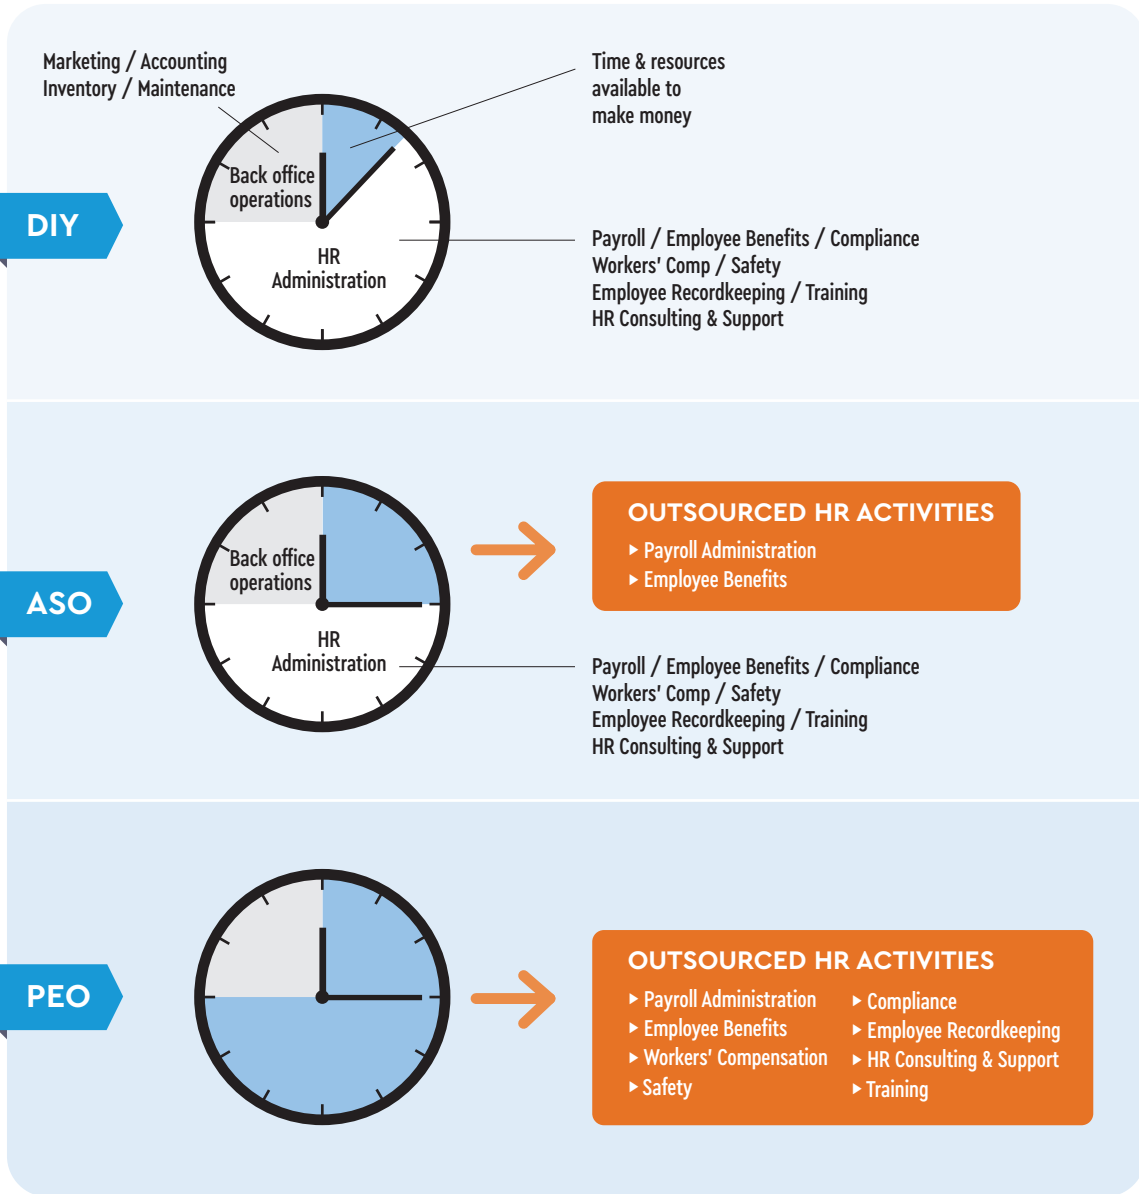 Marketing / Accounting
Inventory / Maintenance
Time & resources
available to
make money
Back office
operations
DIY
HR
Administration
Payroll / Employee Benefits / Compliance
Workers' Comp / Safety
Employee Recordkeeping / Training
HR Consulting & Support
OUTSOURCED HR ACTIVITIES
Payroll Administration
Employee Benefits
Back office
operations
ASO
HR
Administration
Payroll / Employee Benefits / Compliance
Workers' Comp / Safety
Employee Recordkeeping / Training
HR Consulting & Support
PEO
OUTSOURCED HR ACTIVITIES
Payroll Administration
Employee Benefits
Workers' Compensation
Safety
Compliance
Employee Recordkeeping
HR Consulting & Support
Training